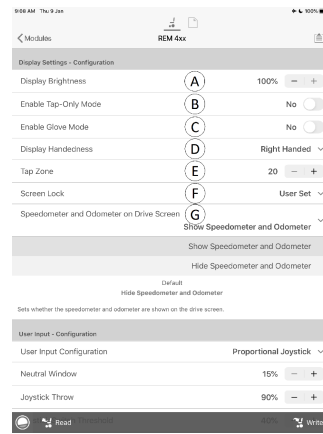 9:08 AM Thu 9 Jan 100%
Modules REM 4xx
Display Settings - Configuration
Display Brightness A 100% − +
Enable Tap-Only Mode B No
Enable Glove Mode C No
Display Handedness D Right Handed
Tap Zone E 20 − +
Screen Lock F User Set
Speedometer and Odometer on Drive Screen G
Show Speedometer and Odometer
Show Speedometer and Odometer
Hide Speedometer and Odometer
Default
Hide Speedometer and Odometer
Sets whether the speedometer and odometer are shown on the drive screen.
User Input - Configuration
User Input Configuration Proportional Joystick
Neutral Window 15% − +
Joystick Throw 90% − +
Read Write